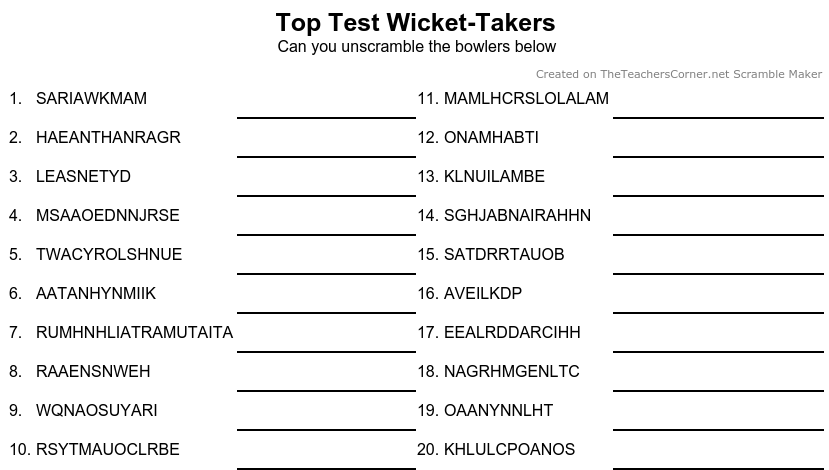 Top Test Wicket-Takers
Can you unscramble the bowlers below
Created on TheTeachersCorner.net Scramble Maker
1. SARIAWKMAM
2. HAEANTHANRAGR
3. LEASNETYD
4. MSAAOEDNNJRSE
5. TWACYROLSHNUE
6. AATANHYNMIIK
7. RUMHNHLIATRAMUTAITA
8. RAAENSNWEH
9. WQNAOSUYARI
10. RSYTMAUOCLRBE
11. MAMLHCRSLOLALAM
12. ONAMHABTI
13. KLNUILAMBE
14. SGHJABNAIRAHHN
15. SATDRRTAUOB
16. AVEILKDP
17. EEALRDDARCIHH
18. NAGRHMGENLTC
19. OAANYNNLHT
20. KHLULCPOANOS